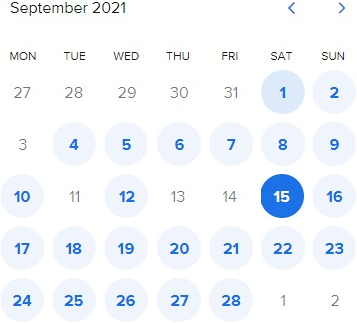 September 2021
MON TUE WED THU FRI SAT SUN
27 28 29 30 31 1 2
3 4 5 6 7 8 9
10 11 12 13 14 15 16
17 18 19 20 21 22 23
24 25 26 27 28 1 2